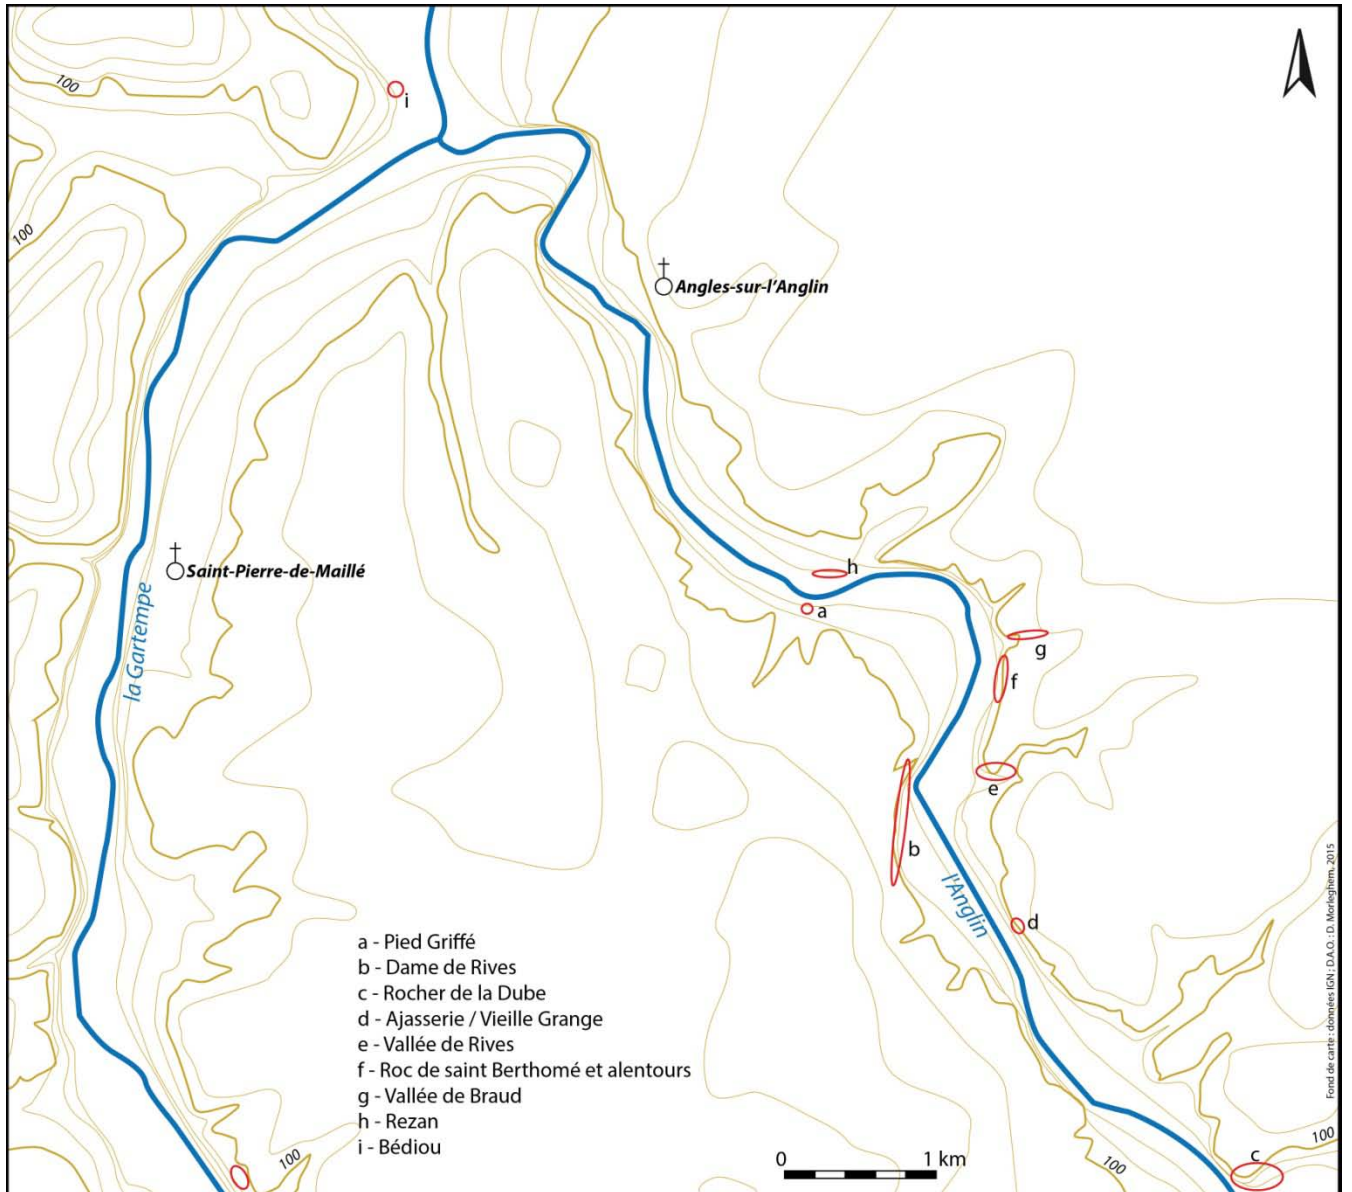 100
i
100
Angles-sur-l'Anglin
h
Saint-Pierre-de-Maillé
la Gartempe
a
g
f
e
b
l'Anglin
d
a - Pied Griffé
b - Dame de Rives
c - Rocher de la Dube
d - Ajasserie / Vieille Grange
e - Vallée de Rives
f - Roc de saint Berthomé et alentours
g - Vallée de Braud
h - Rezan
i - Bédiou
Fond de carte : données IGN ; D.A.O. : D. Morleghem, 2015
100
0 1 km
100
c
100